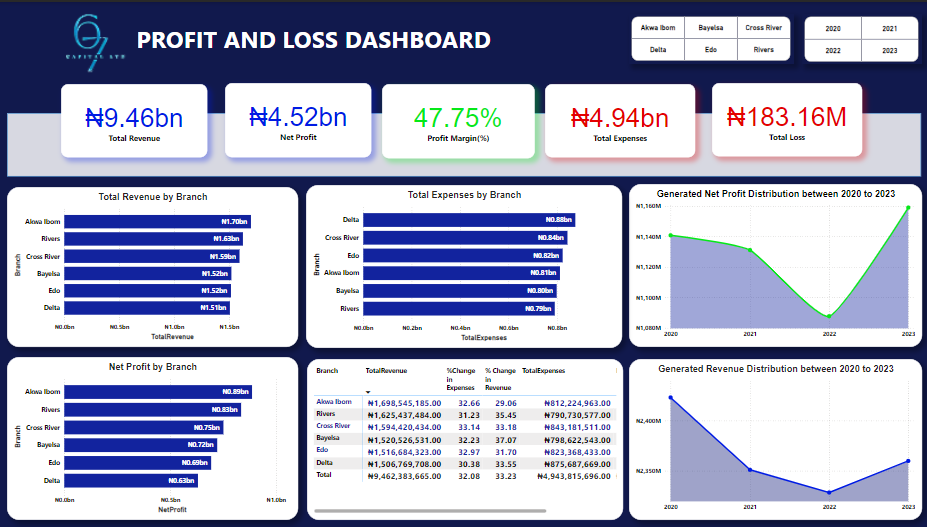 CAPITAL LTD
PROFIT AND LOSS DASHBOARD
Akwa Ibom Bayelsa Cross River
Delta Edo Rivers
2020 2021
2022 2023
₦9.46bn
Total Revenue
₦4.52bn
Net Profit
47.75%
Profit Margin(%)
₦4.94bn
Total Expenses
₦183.16M
Total Loss
Total Revenue by Branch
Branch
Akwa Ibom ₦1.70bn
Rivers ₦1.63bn
Cross River ₦1.59bn
Bayelsa ₦1.52bn
Edo ₦1.52bn
Delta ₦1.51bn
₦0.0bn ₦0.5bn ₦1.0bn ₦1.5bn
TotalRevenue
Total Expenses by Branch
Branch
Delta ₦0.88bn
Cross River ₦0.84bn
Edo ₦0.82bn
Akwa Ibom ₦0.81bn
Bayelsa ₦0.80bn
Rivers ₦0.79bn
₦0.0bn ₦0.2bn ₦0.4bn ₦0.6bn ₦0.8bn
TotalExpenses
Generated Net Profit Distribution between 2020 to 2023
₦1,160M
₦1,140M
₦1,120M
₦1,100M
₦1,080M
2020 2021 2022 2023
Net Profit by Branch
Branch
Akwa Ibom ₦0.89bn
Rivers ₦0.83bn
Cross River ₦0.75bn
Bayelsa ₦0.72bn
Edo ₦0.69bn
Delta ₦0.63bn
₦0.0bn ₦0.5bn ₦1.0bn
NetProfit
Branch TotalRevenue %Change in Expenses % Change in Revenue TotalExpenses
Akwa Ibom ₦1,698,545,185.00 32.66 29.06 ₦812,224,963.00
Rivers ₦1,625,437,484.00 31.23 35.45 ₦790,730,577.00
Cross River ₦1,594,420,434.00 33.14 33.18 ₦843,181,511.00
Bayelsa ₦1,520,526,531.00 32.23 37.07 ₦798,622,543.00
Edo ₦1,516,684,323.00 32.97 31.70 ₦823,368,433.00
Delta ₦1,506,769,708.00 30.38 33.55 ₦875,687,669.00
Total ₦9,462,383,665.00 32.08 33.23 ₦4,943,815,696.00
Generated Revenue Distribution between 2020 to 2023
₦2,400M
₦2,350M
2020 2021 2022 2023